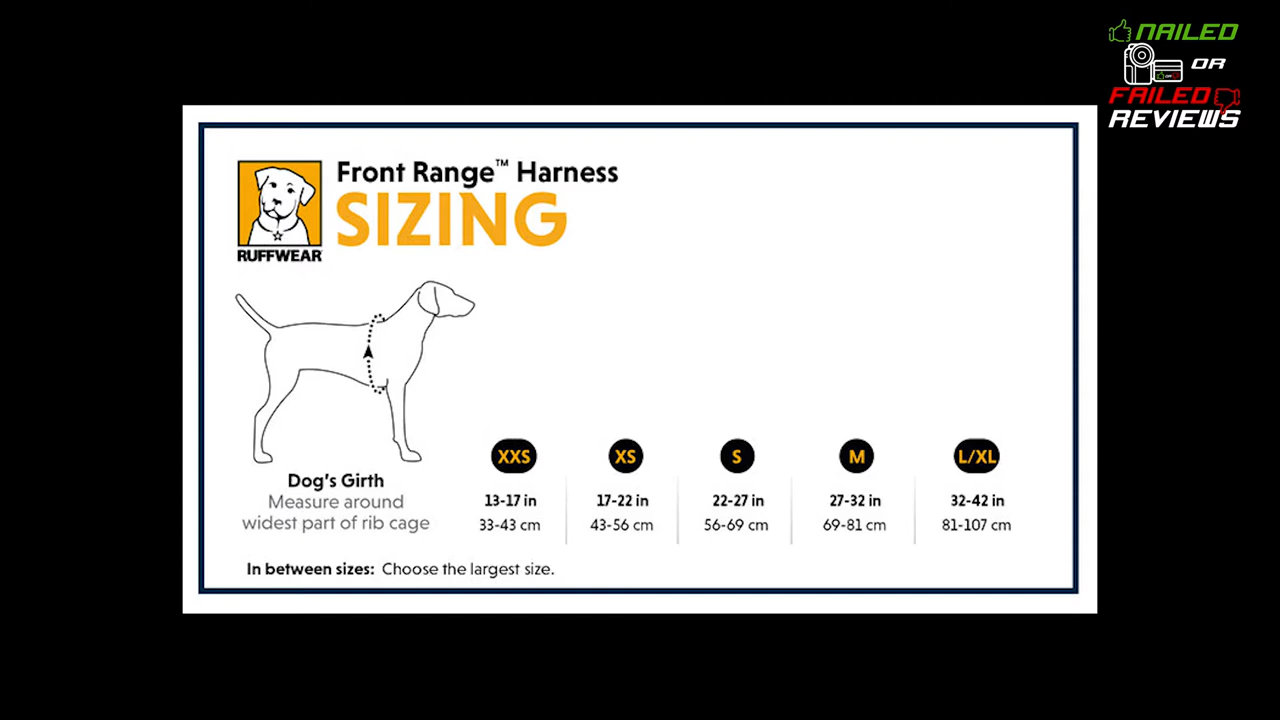 NAILED
OR
FAILED
REVIEWS
Front Range™ Harness
SIZING
RUFFWEAR
Dog's Girth
Measure around
widest part of rib cage
XXS
13-17 in
33-43 cm
XS
17-22 in
43-56 cm
S
22-27 in
56-69 cm
M
27-32 in
69-81 cm
L/XL
32-42 in
81-107 cm
In between sizes: Choose the largest size.